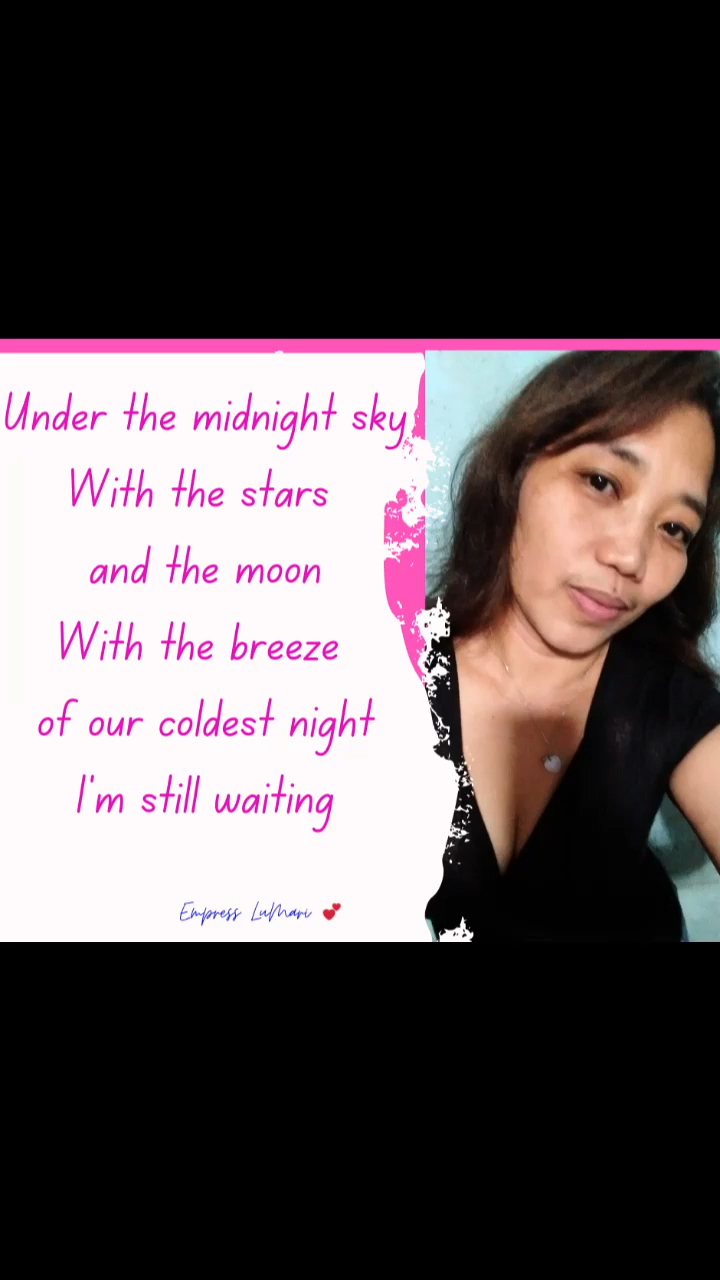 Under the midnight sky,
With the stars
and the moon
With the breeze
of our coldest night
I'm still waiting
Empress LuMari 💕